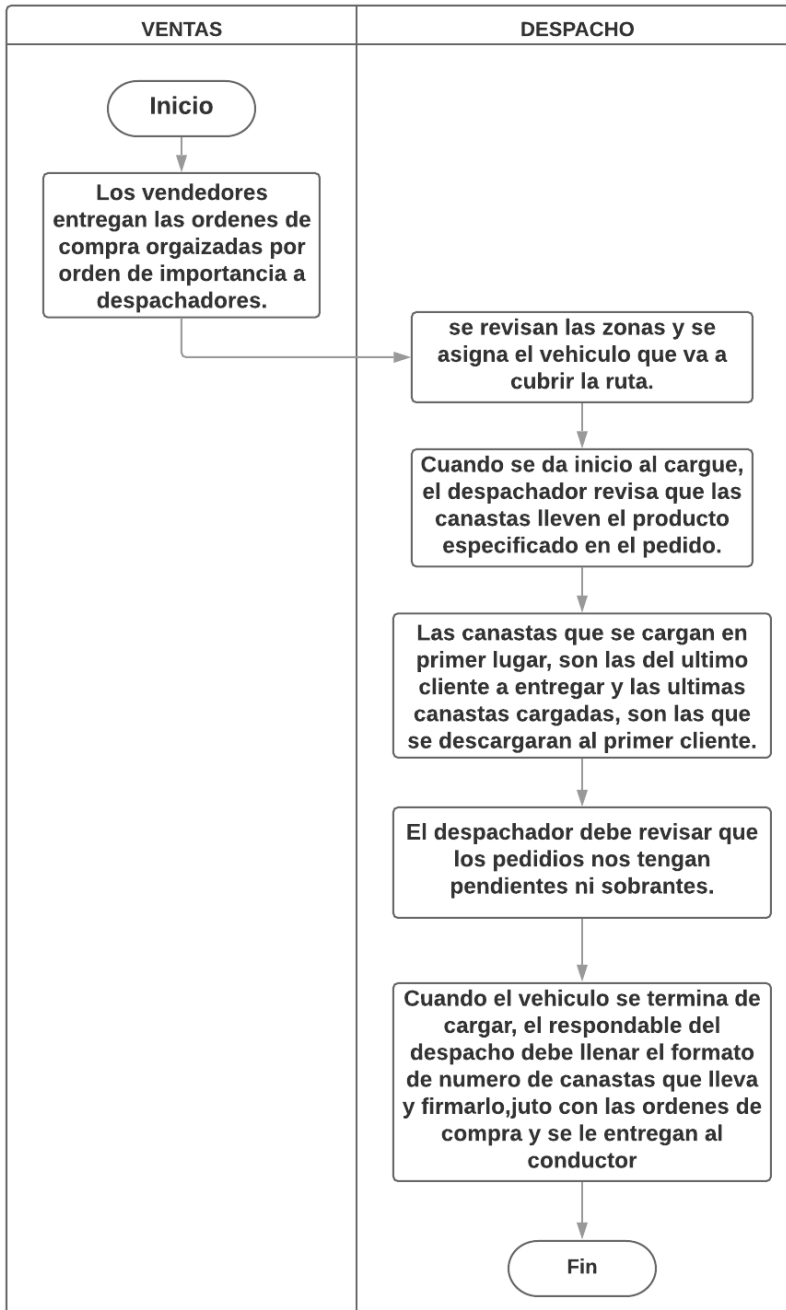 VENTAS
DESPACHO
Inicio
Los vendedores
entregan las ordenes de
compra orgaizadas por
orden de importancia a
despachadores.
se revisan las zonas y se
asigna el vehiculo que va a
cubrir la ruta.
Cuando se da inicio al cargue,
el despachador revisa que las
canastas lleven el producto
especificado en el pedido.
Las canastas que se cargan en
primer lugar, son las del ultimo
cliente a entregar y las ultimas
canastas cargadas, son las que
se descargaran al primer cliente.
El despachador debe revisar que
los pedidios nos tengan
pendientes ni sobrantes.
Cuando el vehiculo se termina de
cargar, el respondable del
despacho debe llenar el formato
de numero de canastas que lleva
y firmarlo,juto con las ordenes de
compra y se le entregan al
conductor
Fin